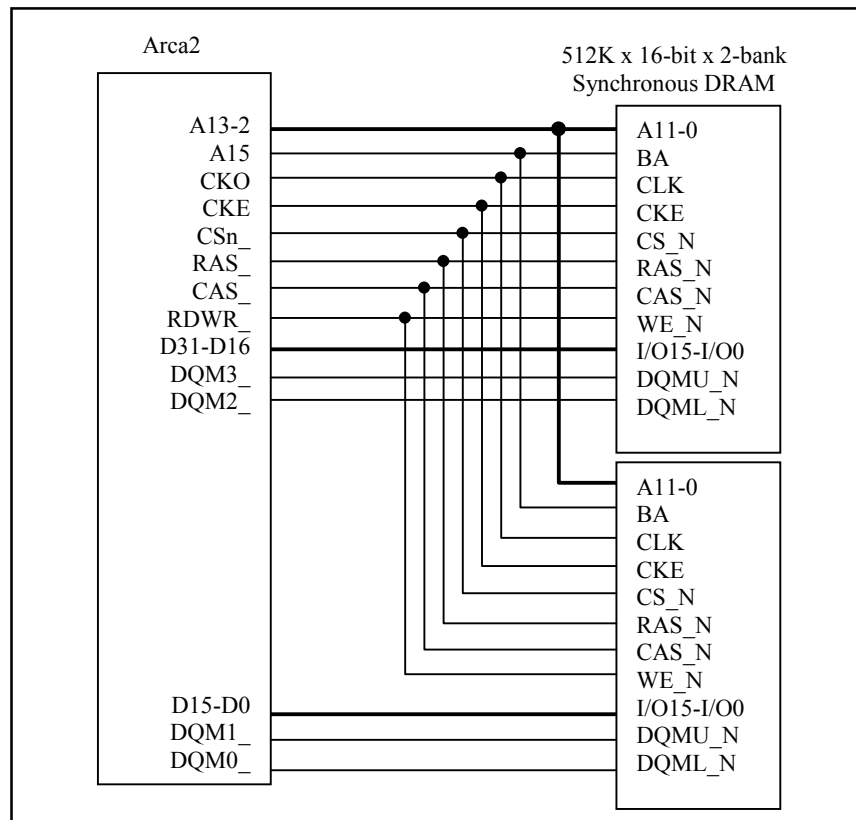 Arca2
512K x 16-bit x 2-bank
Synchronous DRAM
A13-2
A15
CKO
CKE
CSn_
RAS_
CAS_
RDWR_
D31-D16
DQM3_
DQM2_
D15-D0
DQM1_
DQM0_
A11-0
BA
CLK
CKE
CS_N
RAS_N
CAS_N
WE_N
I/O15-I/O0
DQMU_N
DQML_N
A11-0
BA
CLK
CKE
CS_N
RAS_N
CAS_N
WE_N
I/O15-I/O0
DQMU_N
DQML_N